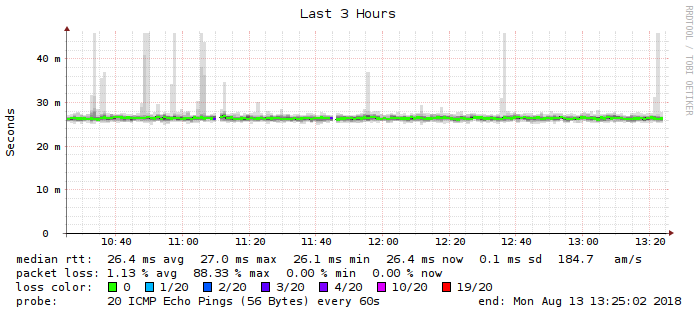 Last 3 Hours
RRDTOOL / TOBI OETIKER
Seconds
40 m
30 m
20 m
10 m
0
10:40 11:00 11:20 11:40 12:00 12:20 12:40 13:00 13:20
median rtt: 26.4 ms avg 27.0 ms max 26.1 ms min 26.4 ms now 0.1 ms sd 184.7 am/s
packet loss: 1.13 % avg 88.33 % max 0.00 % min 0.00 % now
loss color: 0 1/20 2/20 3/20 4/20 10/20 19/20
probe: 20 ICMP Echo Pings (56 Bytes) every 60s end: Mon Aug 13 13:25:02 2018